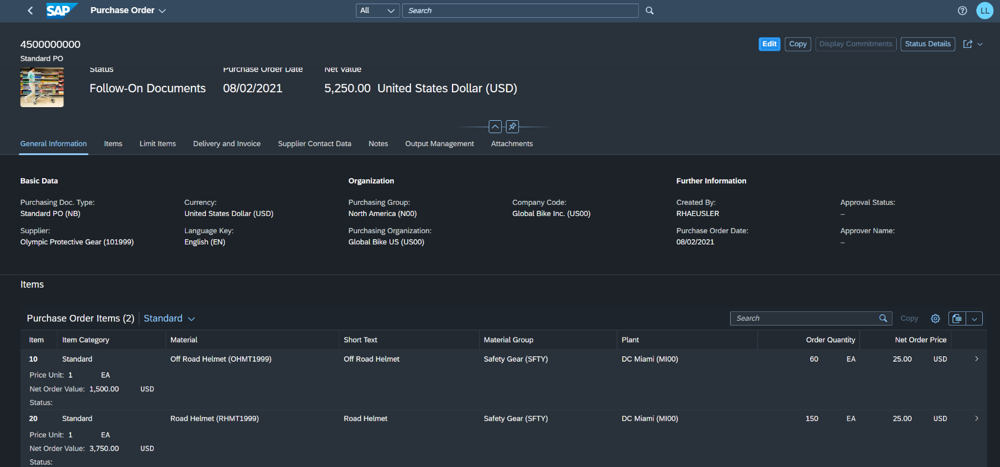 SAP Purchase Order All Search LL
4500000000 Edit Copy Display Commitments Status Details
Standard PO
Status Purchase Order Date Net Value
Follow-On Documents 08/02/2021 5,250.00 United States Dollar (USD)
General Information Items Limit Items Delivery and Invoice Supplier Contact Data Notes Output Management Attachments
Basic Data Organization Further Information
Purchasing Doc. Type: Currency: Purchasing Group: Company Code: Created By: Approval Status:
Standard PO (NB) United States Dollar (USD) North America (N00) Global Bike Inc. (US00) RHAEUSLER –
Supplier: Language Key: Purchasing Organization: Purchase Order Date: Approver Name:
Olympic Protective Gear (101999) English (EN) Global Bike US (US00) 08/02/2021 –
Items
Purchase Order Items (2) Standard Search Copy
Item Item Category Material Short Text Material Group Plant Order Quantity Net Order Price
10 Standard Off Road Helmet (OHMT1999) Off Road Helmet Safety Gear (SFTY) DC Miami (MI00) 60 EA 25.00 USD
Price Unit: 1 EA
Net Order Value: 1,500.00 USD
Status:
20 Standard Road Helmet (RHMT1999) Road Helmet Safety Gear (SFTY) DC Miami (MI00) 150 EA 25.00 USD
Price Unit: 1 EA
Net Order Value: 3,750.00 USD
Status: